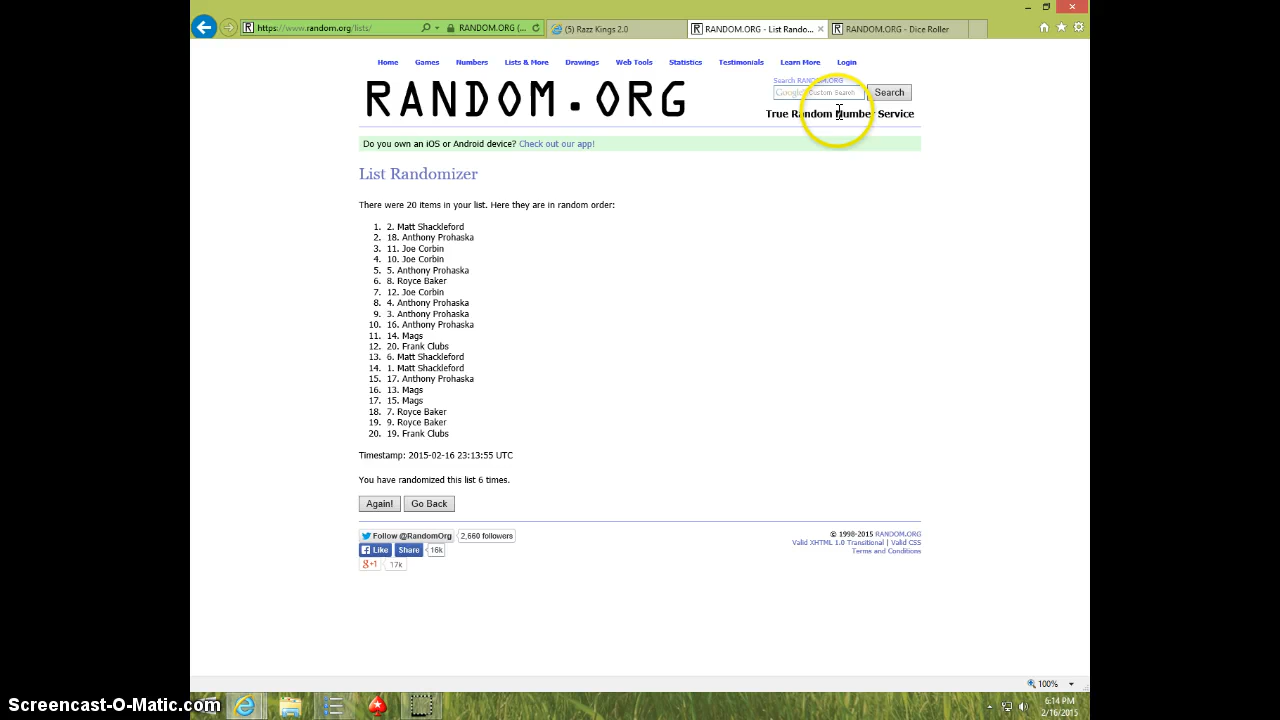 https://www.random.org/lists/
RANDOM.ORG (...
(5) Razz Kings 2.0
RANDOM.ORG - List Rando...
RANDOM.ORG - Dice Roller
Home Games Numbers Lists & More Drawings Web Tools Statistics Testimonials Learn More Login
Search RANDOM.ORG
Google Custom Search Search
RANDOM.ORG
True Random Number Service
Do you own an iOS or Android device? Check out our app!
List Randomizer
There were 20 items in your list. Here they are in random order:
1. 2. Matt Shackleford
2. 18. Anthony Prohaska
3. 11. Joe Corbin
4. 10. Joe Corbin
5. 5. Anthony Prohaska
6. 8. Royce Baker
7. 12. Joe Corbin
8. 4. Anthony Prohaska
9. 3. Anthony Prohaska
10. 16. Anthony Prohaska
11. 14. Mags
12. 20. Frank Clubs
13. 6. Matt Shackleford
14. 1. Matt Shackleford
15. 17. Anthony Prohaska
16. 13. Mags
17. 15. Mags
18. 7. Royce Baker
19. 9. Royce Baker
20. 19. Frank Clubs
Timestamp: 2015-02-16 23:13:55 UTC
You have randomized this list 6 times.
Again! Go Back
Follow @RandomOrg 2,660 followers
Like Share 16k
g+1 17k
© 1998-2015 RANDOM.ORG
Valid XHTML 1.0 Transitional | Valid CSS
Terms and Conditions
100%
6:14 PM
2/16/2015
Screencast-O-Matic.com